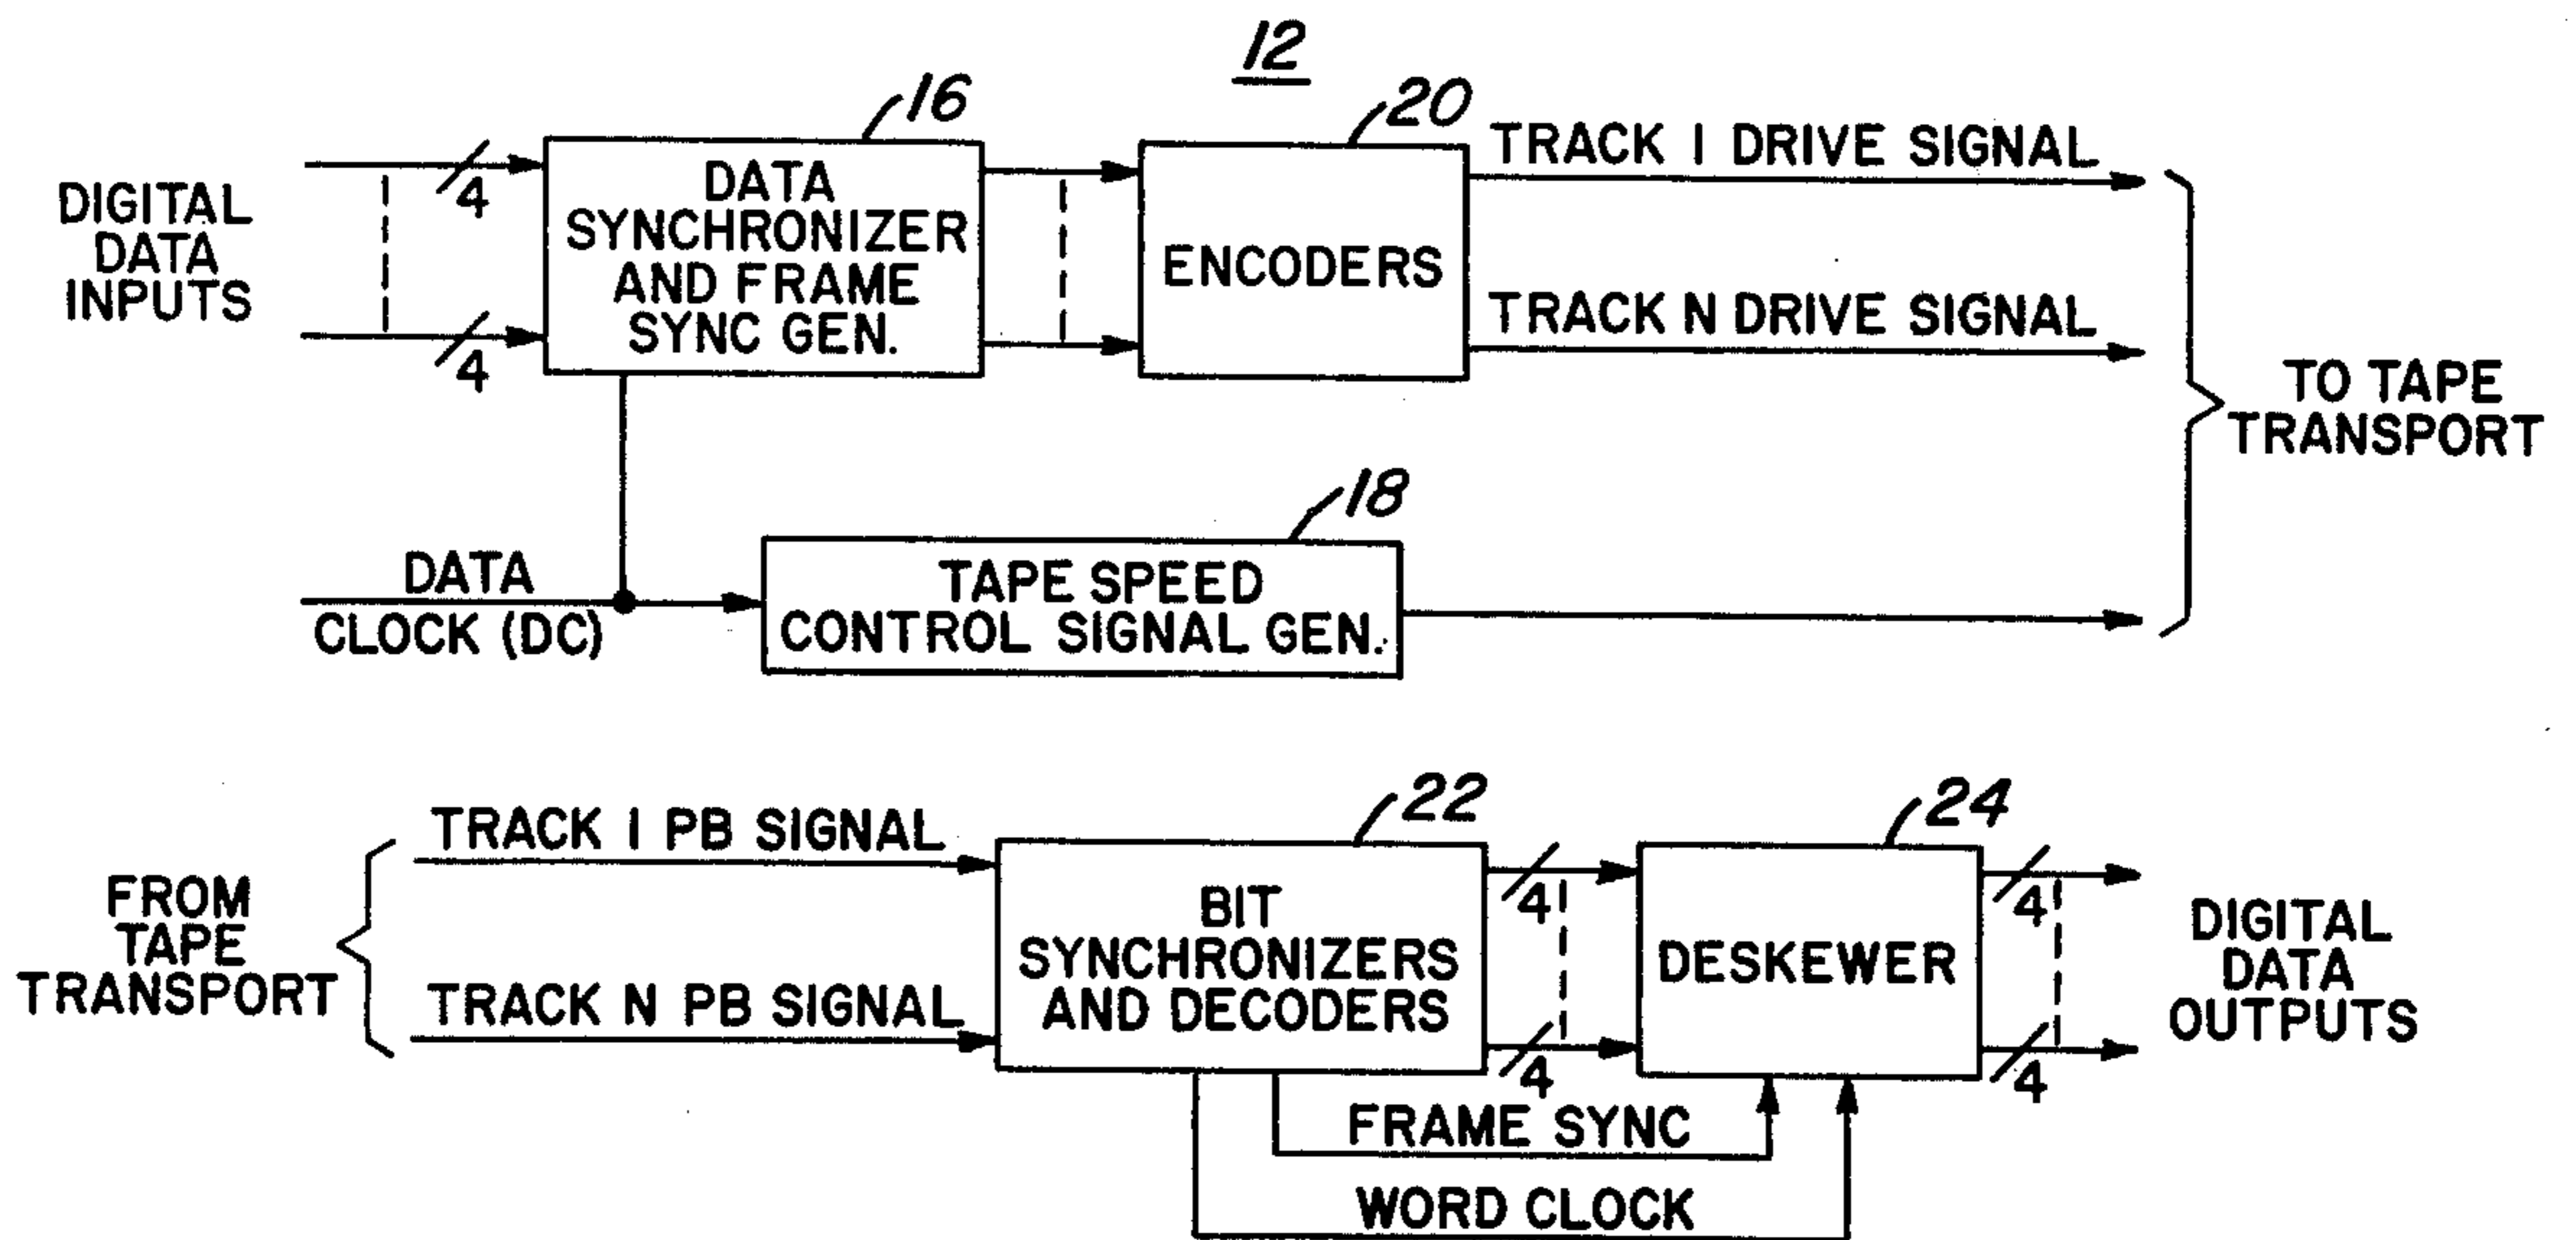 12
16
20
DIGITAL
DATA
INPUTS
4
4
DATA
SYNCHRONIZER
AND FRAME
SYNC GEN.
ENCODERS
TRACK 1 DRIVE SIGNAL
TRACK N DRIVE SIGNAL
TO TAPE
TRANSPORT
DATA
CLOCK (DC)
18
TAPE SPEED
CONTROL SIGNAL GEN.
FROM
TAPE
TRANSPORT
TRACK 1 PB SIGNAL
TRACK N PB SIGNAL
22
BIT
SYNCHRONIZERS
AND DECODERS
4
4
24
DESKEWER
4
4
DIGITAL
DATA
OUTPUTS
FRAME SYNC
WORD CLOCK